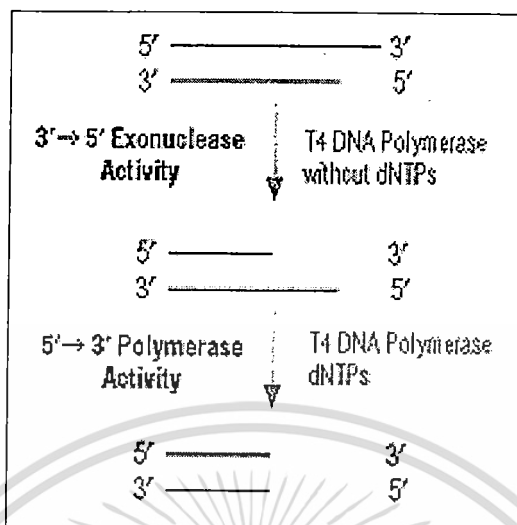 5′ 3′
3′ 5′
3′→ 5′ Exonuclease
Activity
T4 DNA Polymerase
without dNTPs
5′ 3′
3′ 5′
5′→ 3′ Polymerase
Activity
T4 DNA Polymerase
dNTPs
5′ 3′
3′ 5′